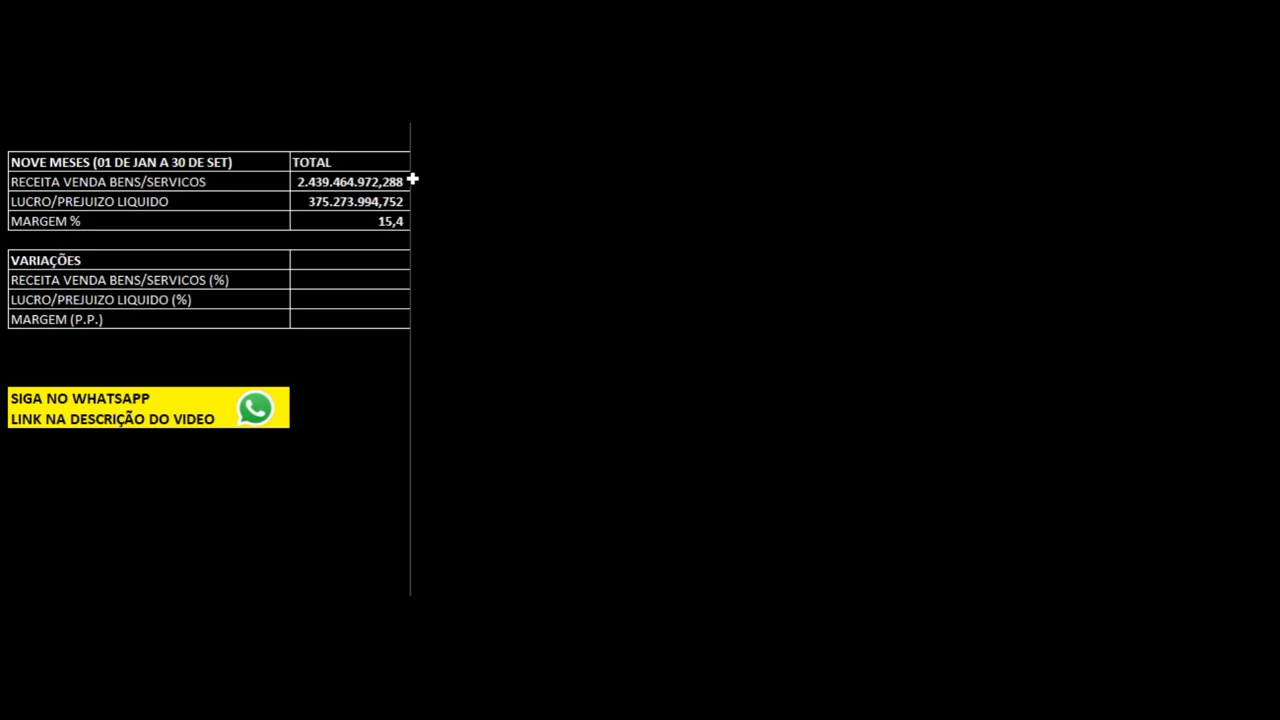 NOVE MESES (01 DE JAN A 30 DE SET) TOTAL
RECEITA VENDA BENS/SERVICOS 2.439.464.972,288
LUCRO/PREJUIZO LIQUIDO 375.273.994,752
MARGEM % 15,4
VARIAÇÕES
RECEITA VENDA BENS/SERVICOS (%)
LUCRO/PREJUIZO LIQUIDO (%)
MARGEM (P.P.)
SIGA NO WHATSAPP
LINK NA DESCRIÇÃO DO VIDEO